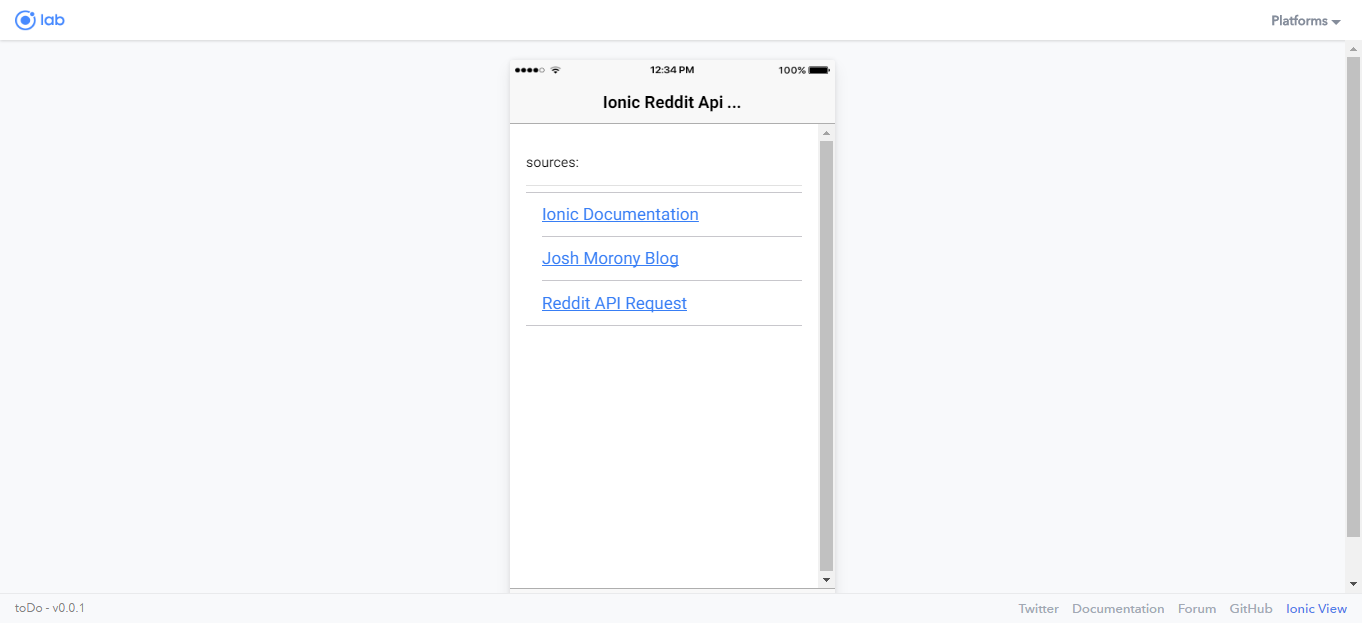 lab
Platforms
12:34 PM
100%
Ionic Reddit Api ...
sources:
Ionic Documentation
Josh Morony Blog
Reddit API Request
toDo - v0.0.1
Twitter Documentation Forum GitHub Ionic View